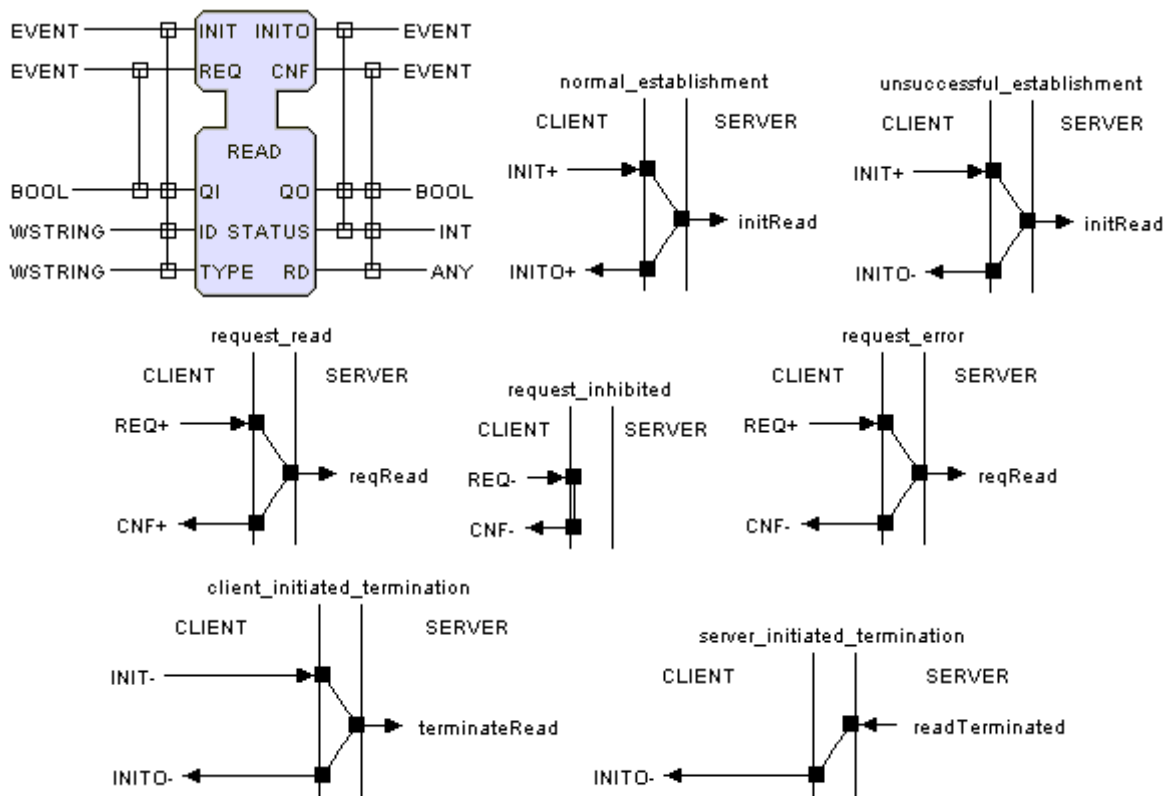 EVENT INIT INITO EVENT
EVENT REQ CNF EVENT
READ
BOOL QI QO BOOL
WSTRING ID STATUS INT
WSTRING TYPE RD ANY
normal_establishment
CLIENT SERVER
INIT+
initRead
INITO+
unsuccessful_establishment
CLIENT SERVER
INIT+
initRead
INITO-
request_read
CLIENT SERVER
REQ+
reqRead
CNF+
request_inhibited
CLIENT SERVER
REQ-
CNF-
request_error
CLIENT SERVER
REQ+
reqRead
CNF-
client_initiated_termination
CLIENT SERVER
INIT-
terminateRead
INITO-
server_initiated_termination
CLIENT SERVER
readTerminated
INITO-